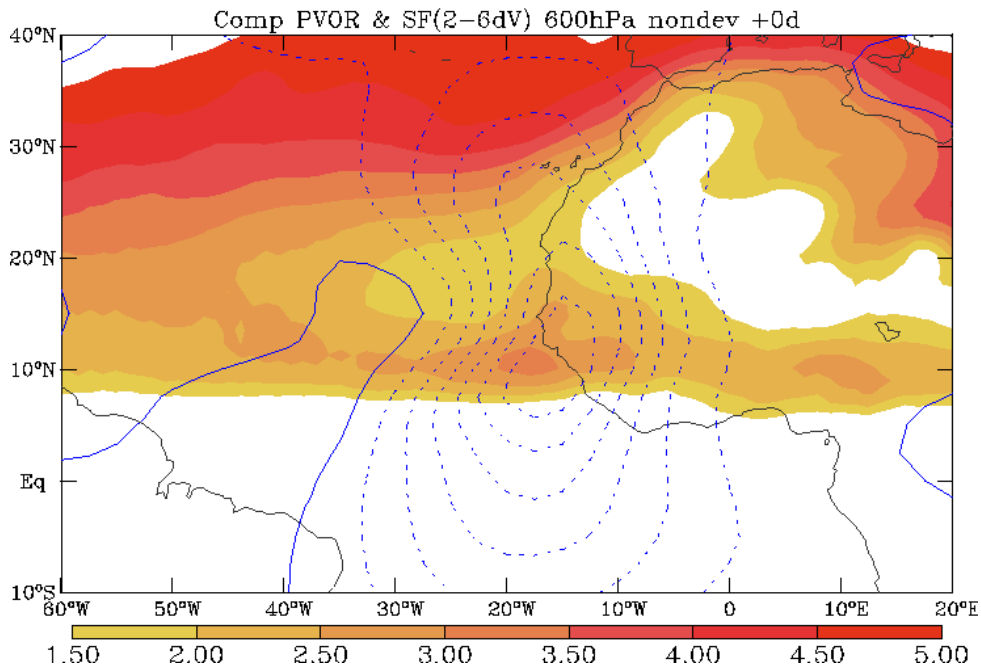 Comp PVOR & SF(2-6dV) 600hPa nondev +0d
40°N
30°N
20°N
10°N
Eq
10°S
60°W 50°W 40°W 30°W 20°W 10°W 0 10°E 20°E
1.50 2.00 2.50 3.00 3.50 4.00 4.50 5.00